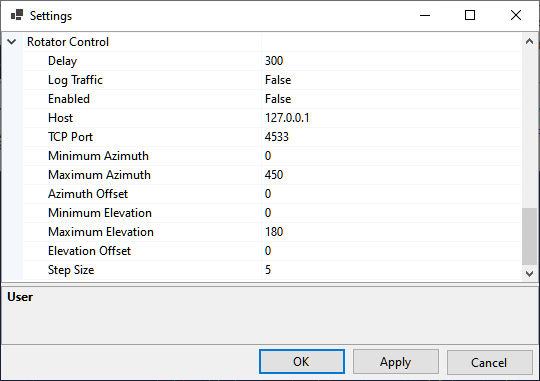 Settings
Rotator Control
Delay 300
Log Traffic False
Enabled False
Host 127.0.0.1
TCP Port 4533
Minimum Azimuth 0
Maximum Azimuth 450
Azimuth Offset 0
Minimum Elevation 0
Maximum Elevation 180
Elevation Offset 0
Step Size 5
User
OK Apply Cancel